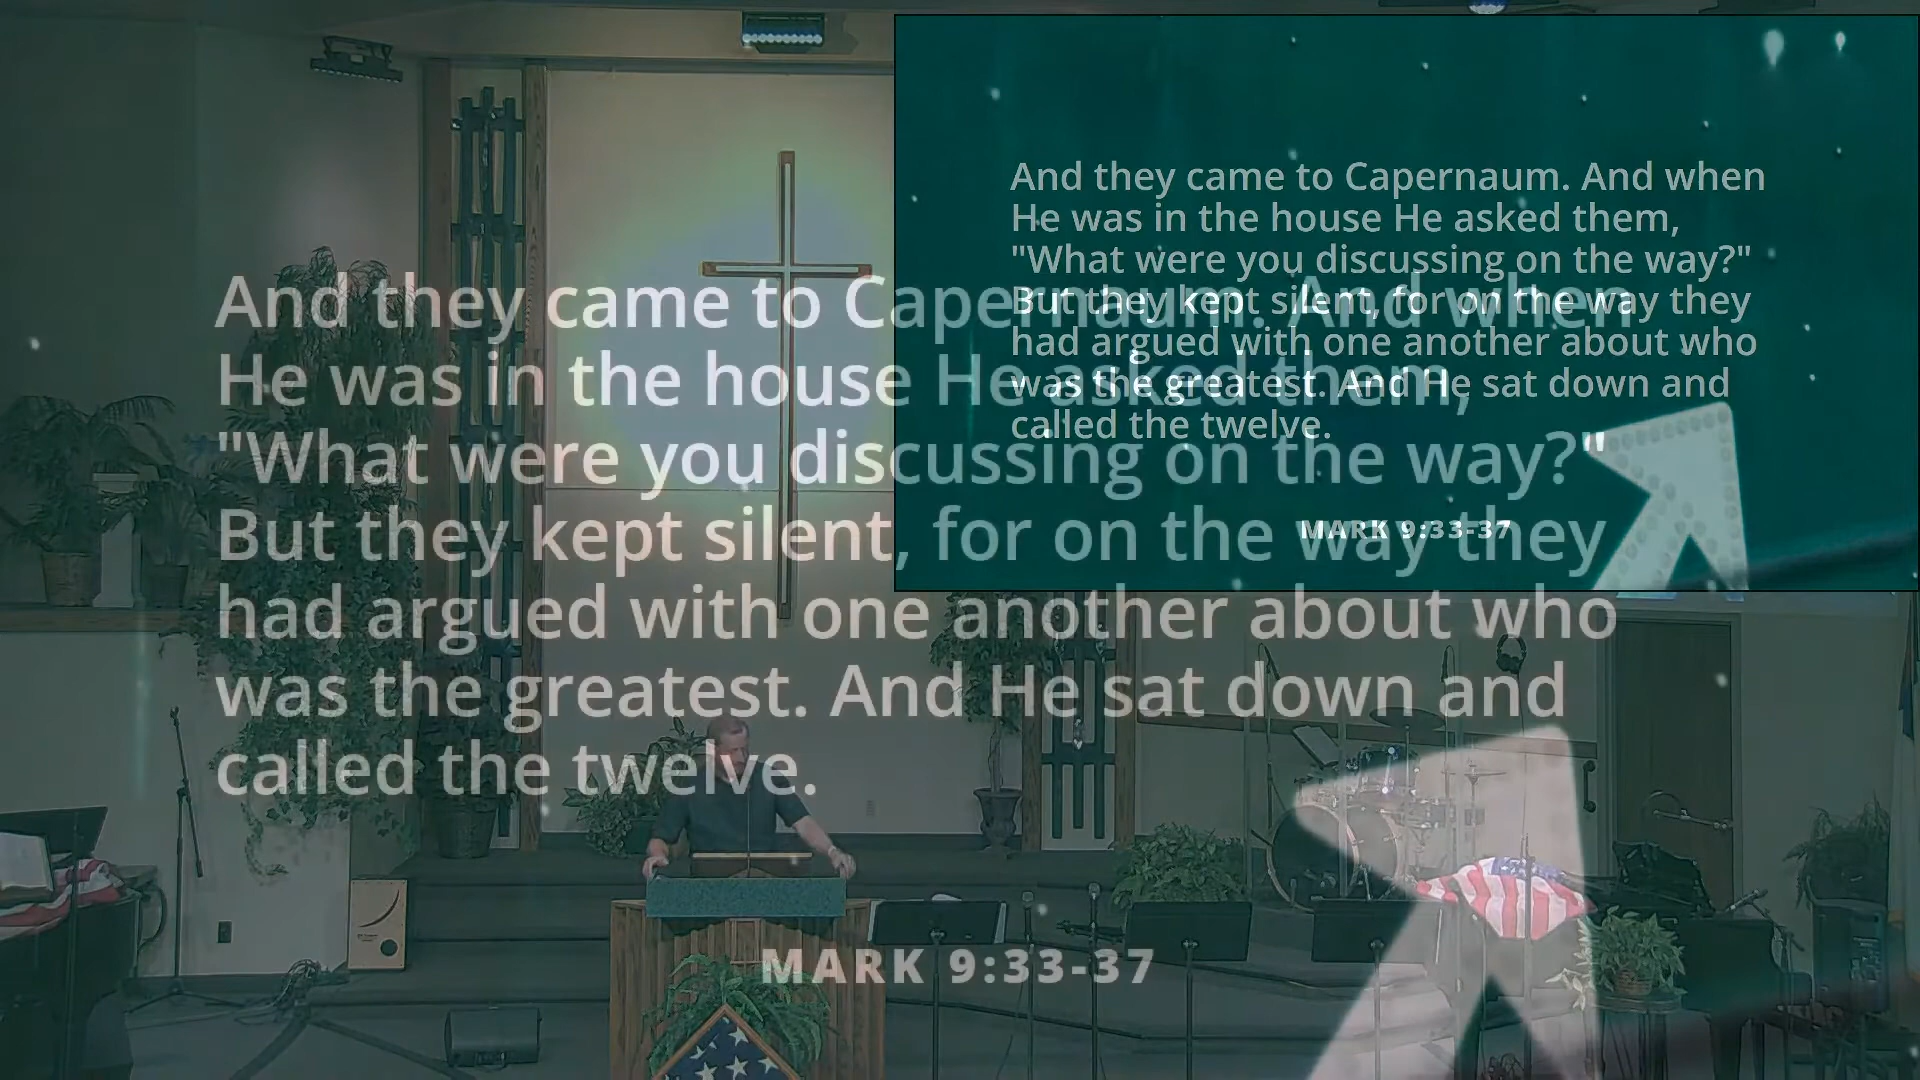 And they came to Capernaum. And when
He was in the house He asked them,
"What were you discussing on the way?"
But they kept silent, for on the way they
had argued with one another about who
was the greatest. And He sat down and
called the twelve.
MARK 9:33-37
And they came to Capernaum. And when
He was in the house He asked them,
"What were you discussing on the way?"
But they kept silent, for on the way they
had argued with one another about who
was the greatest. And He sat down and
called the twelve.
MARK 9:33-37